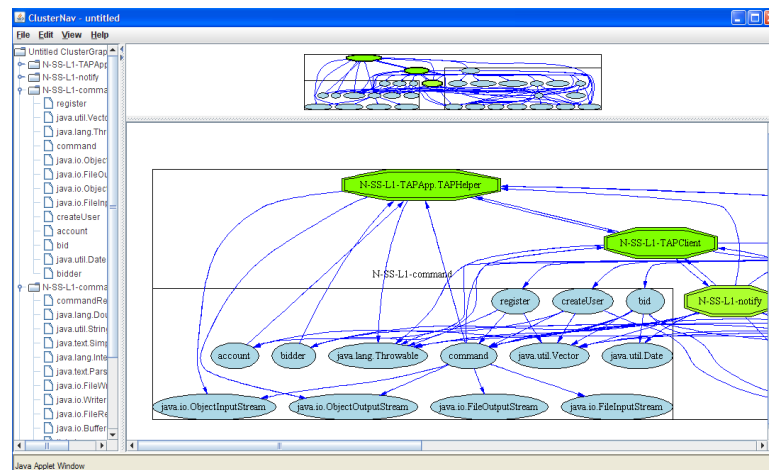 ClusterNav - untitled
File Edit View Help
Untitled ClusterGrap
N-SS-L1-TAPApp
N-SS-L1-notify
N-SS-L1-comma
register
java.util.Vecto
java.lang.Thr
command
java.io.Object
java.io.FileOut
java.io.Object
java.io.FileInp
createUser
account
bid
java.util.Date
bidder
N-SS-L1-comma
commandRe
java.lang.Dou
java.util.String
java.text.Simp
java.lang.Inte
java.text.Pars
java.io.FileWr
java.io.Writer
java.io.FileRe
java.io.Buffer
N-SS-L1-TAPApp.TAPHelper
N-SS-L1-TAPClient
N-SS-L1-command
register createUser bid N-SS-L1-notify
account bidder java.lang.Throwable command java.util.Vector java.util.Date
java.io.ObjectInputStream java.io.ObjectOutputStream java.io.FileOutputStream java.io.FileInputStream
Java Applet Window